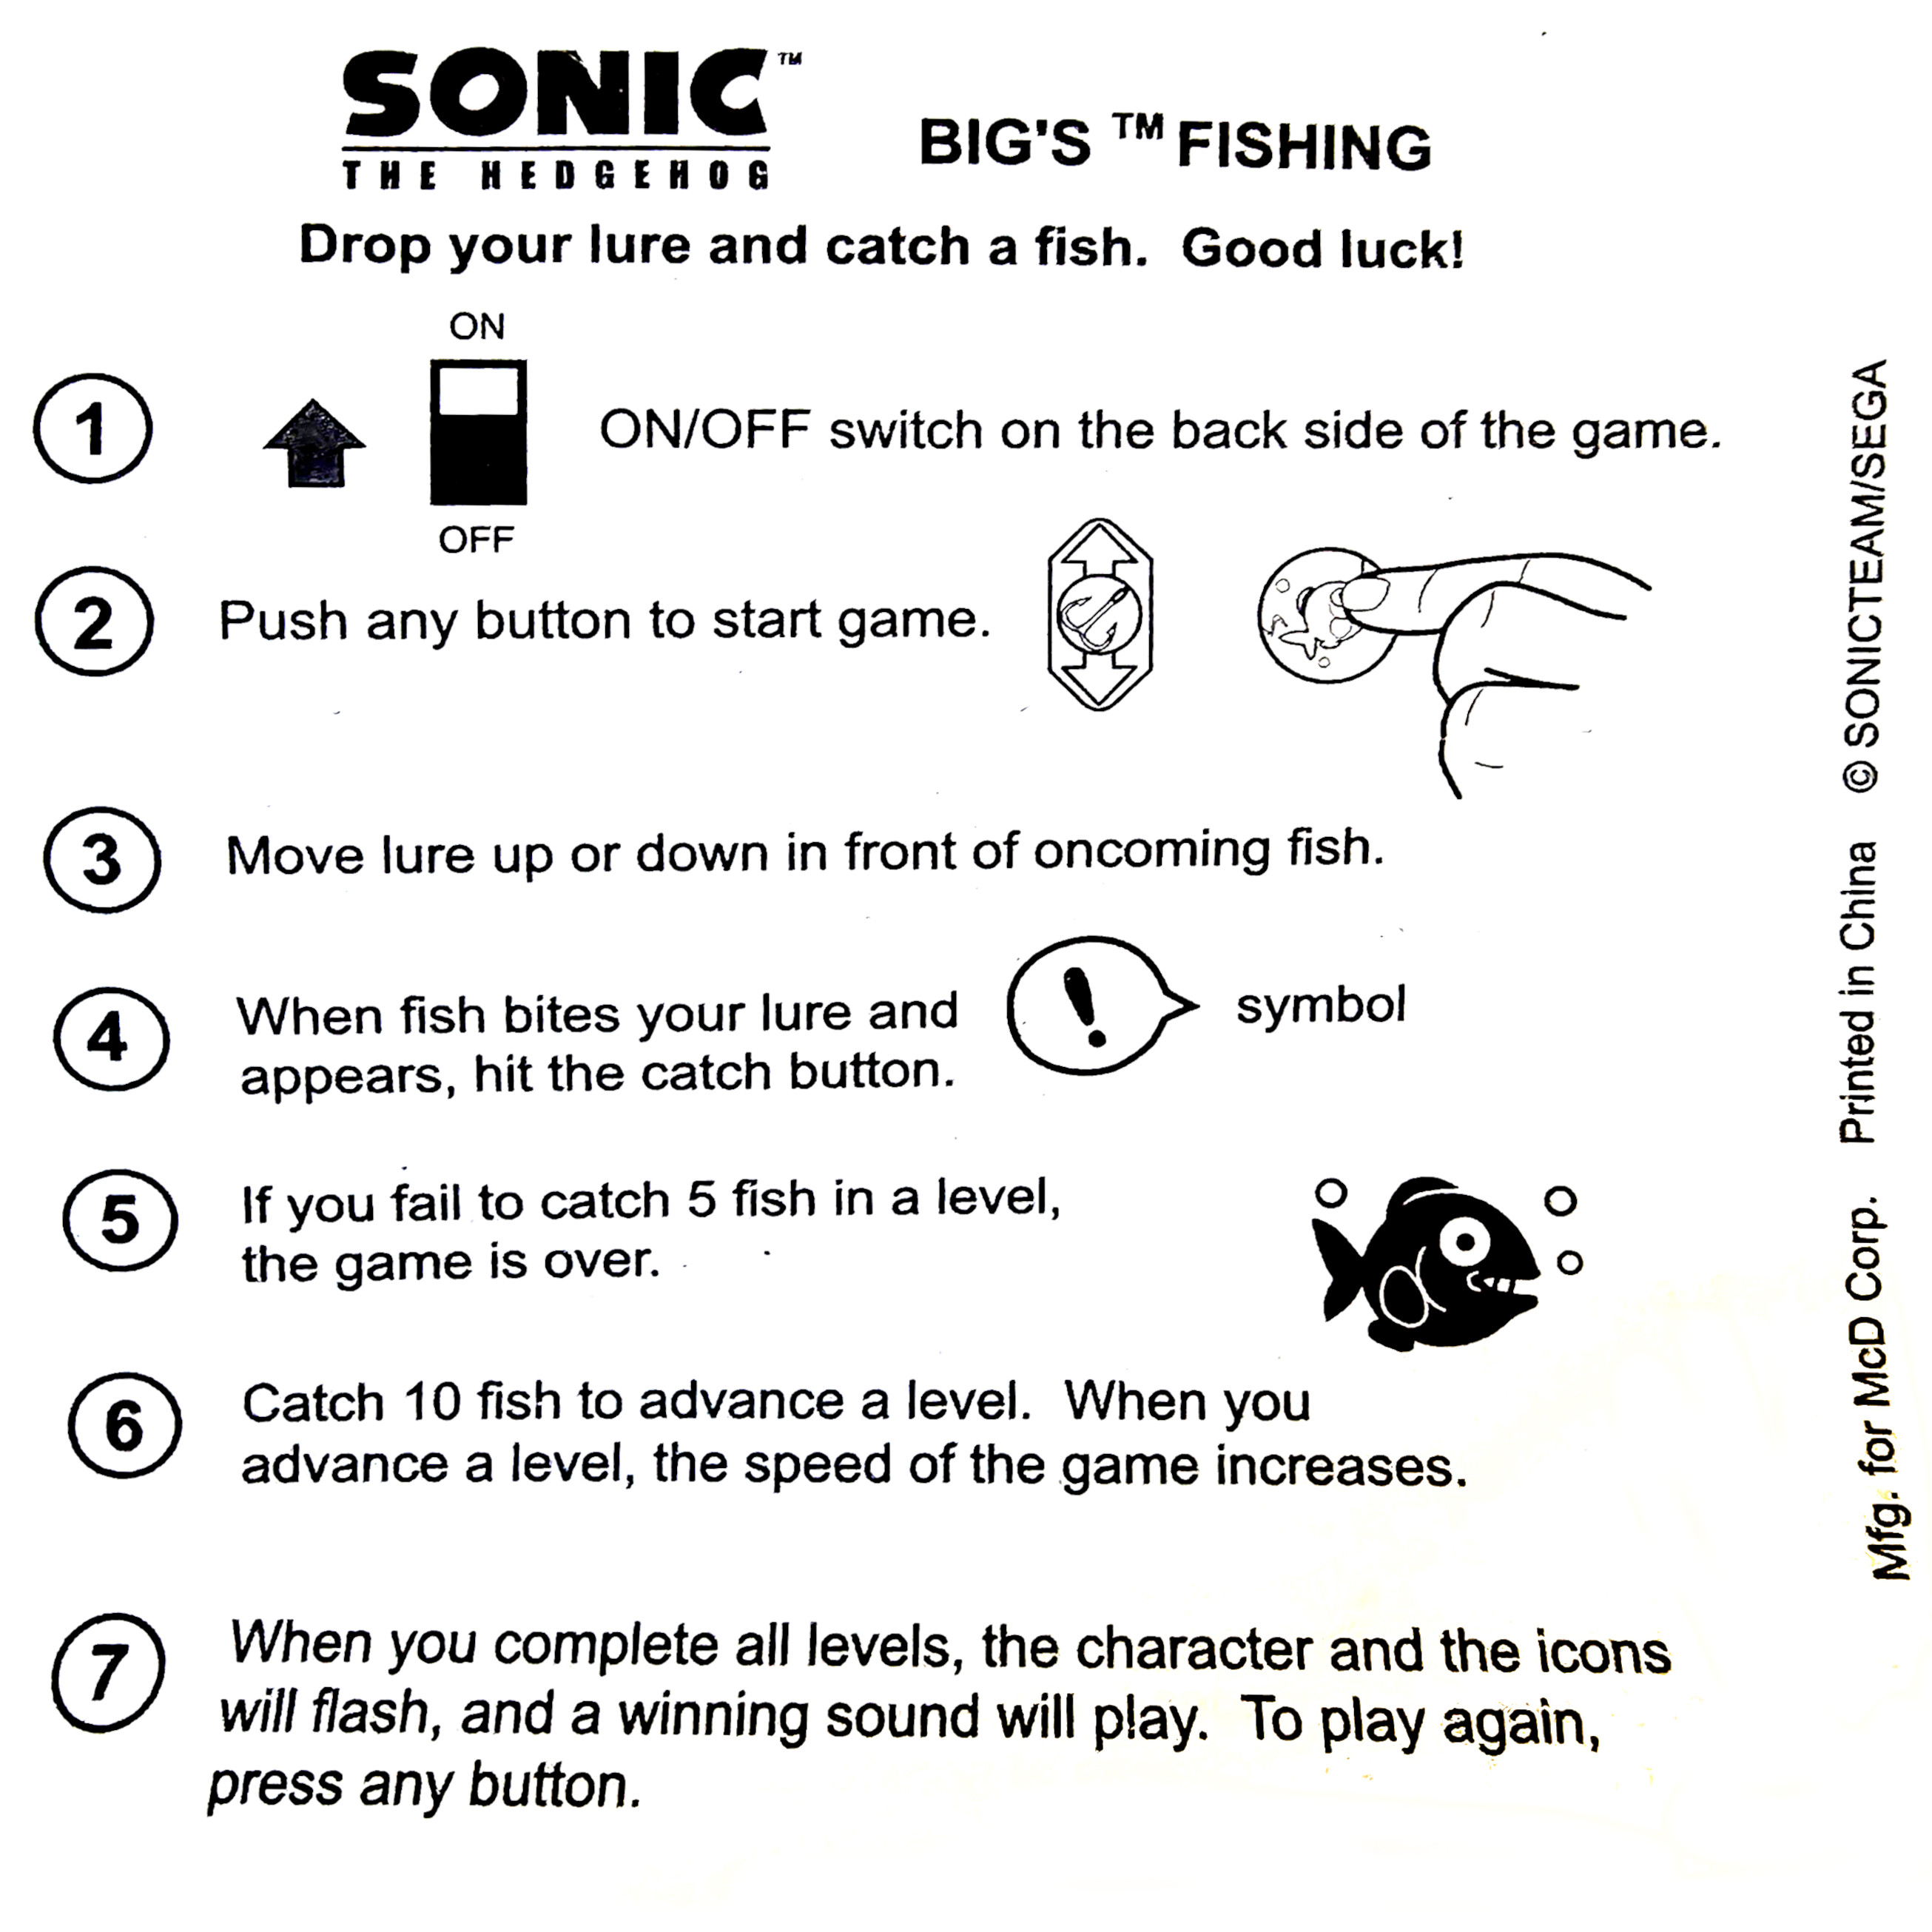 SONIC™
THE HEDGEHOG
BIG'S ™ FISHING
Drop your lure and catch a fish. Good luck!
ON
1
ON/OFF switch on the back side of the game.
OFF
2
Push any button to start game.
3
Move lure up or down in front of oncoming fish.
4
When fish bites your lure and ! symbol
appears, hit the catch button.
5
If you fail to catch 5 fish in a level,
the game is over.
6
Catch 10 fish to advance a level. When you
advance a level, the speed of the game increases.
7
When you complete all levels, the character and the icons
will flash, and a winning sound will play. To play again,
press any button.
Mfg. for McD Corp. Printed in China © SONICTEAM/SEGA